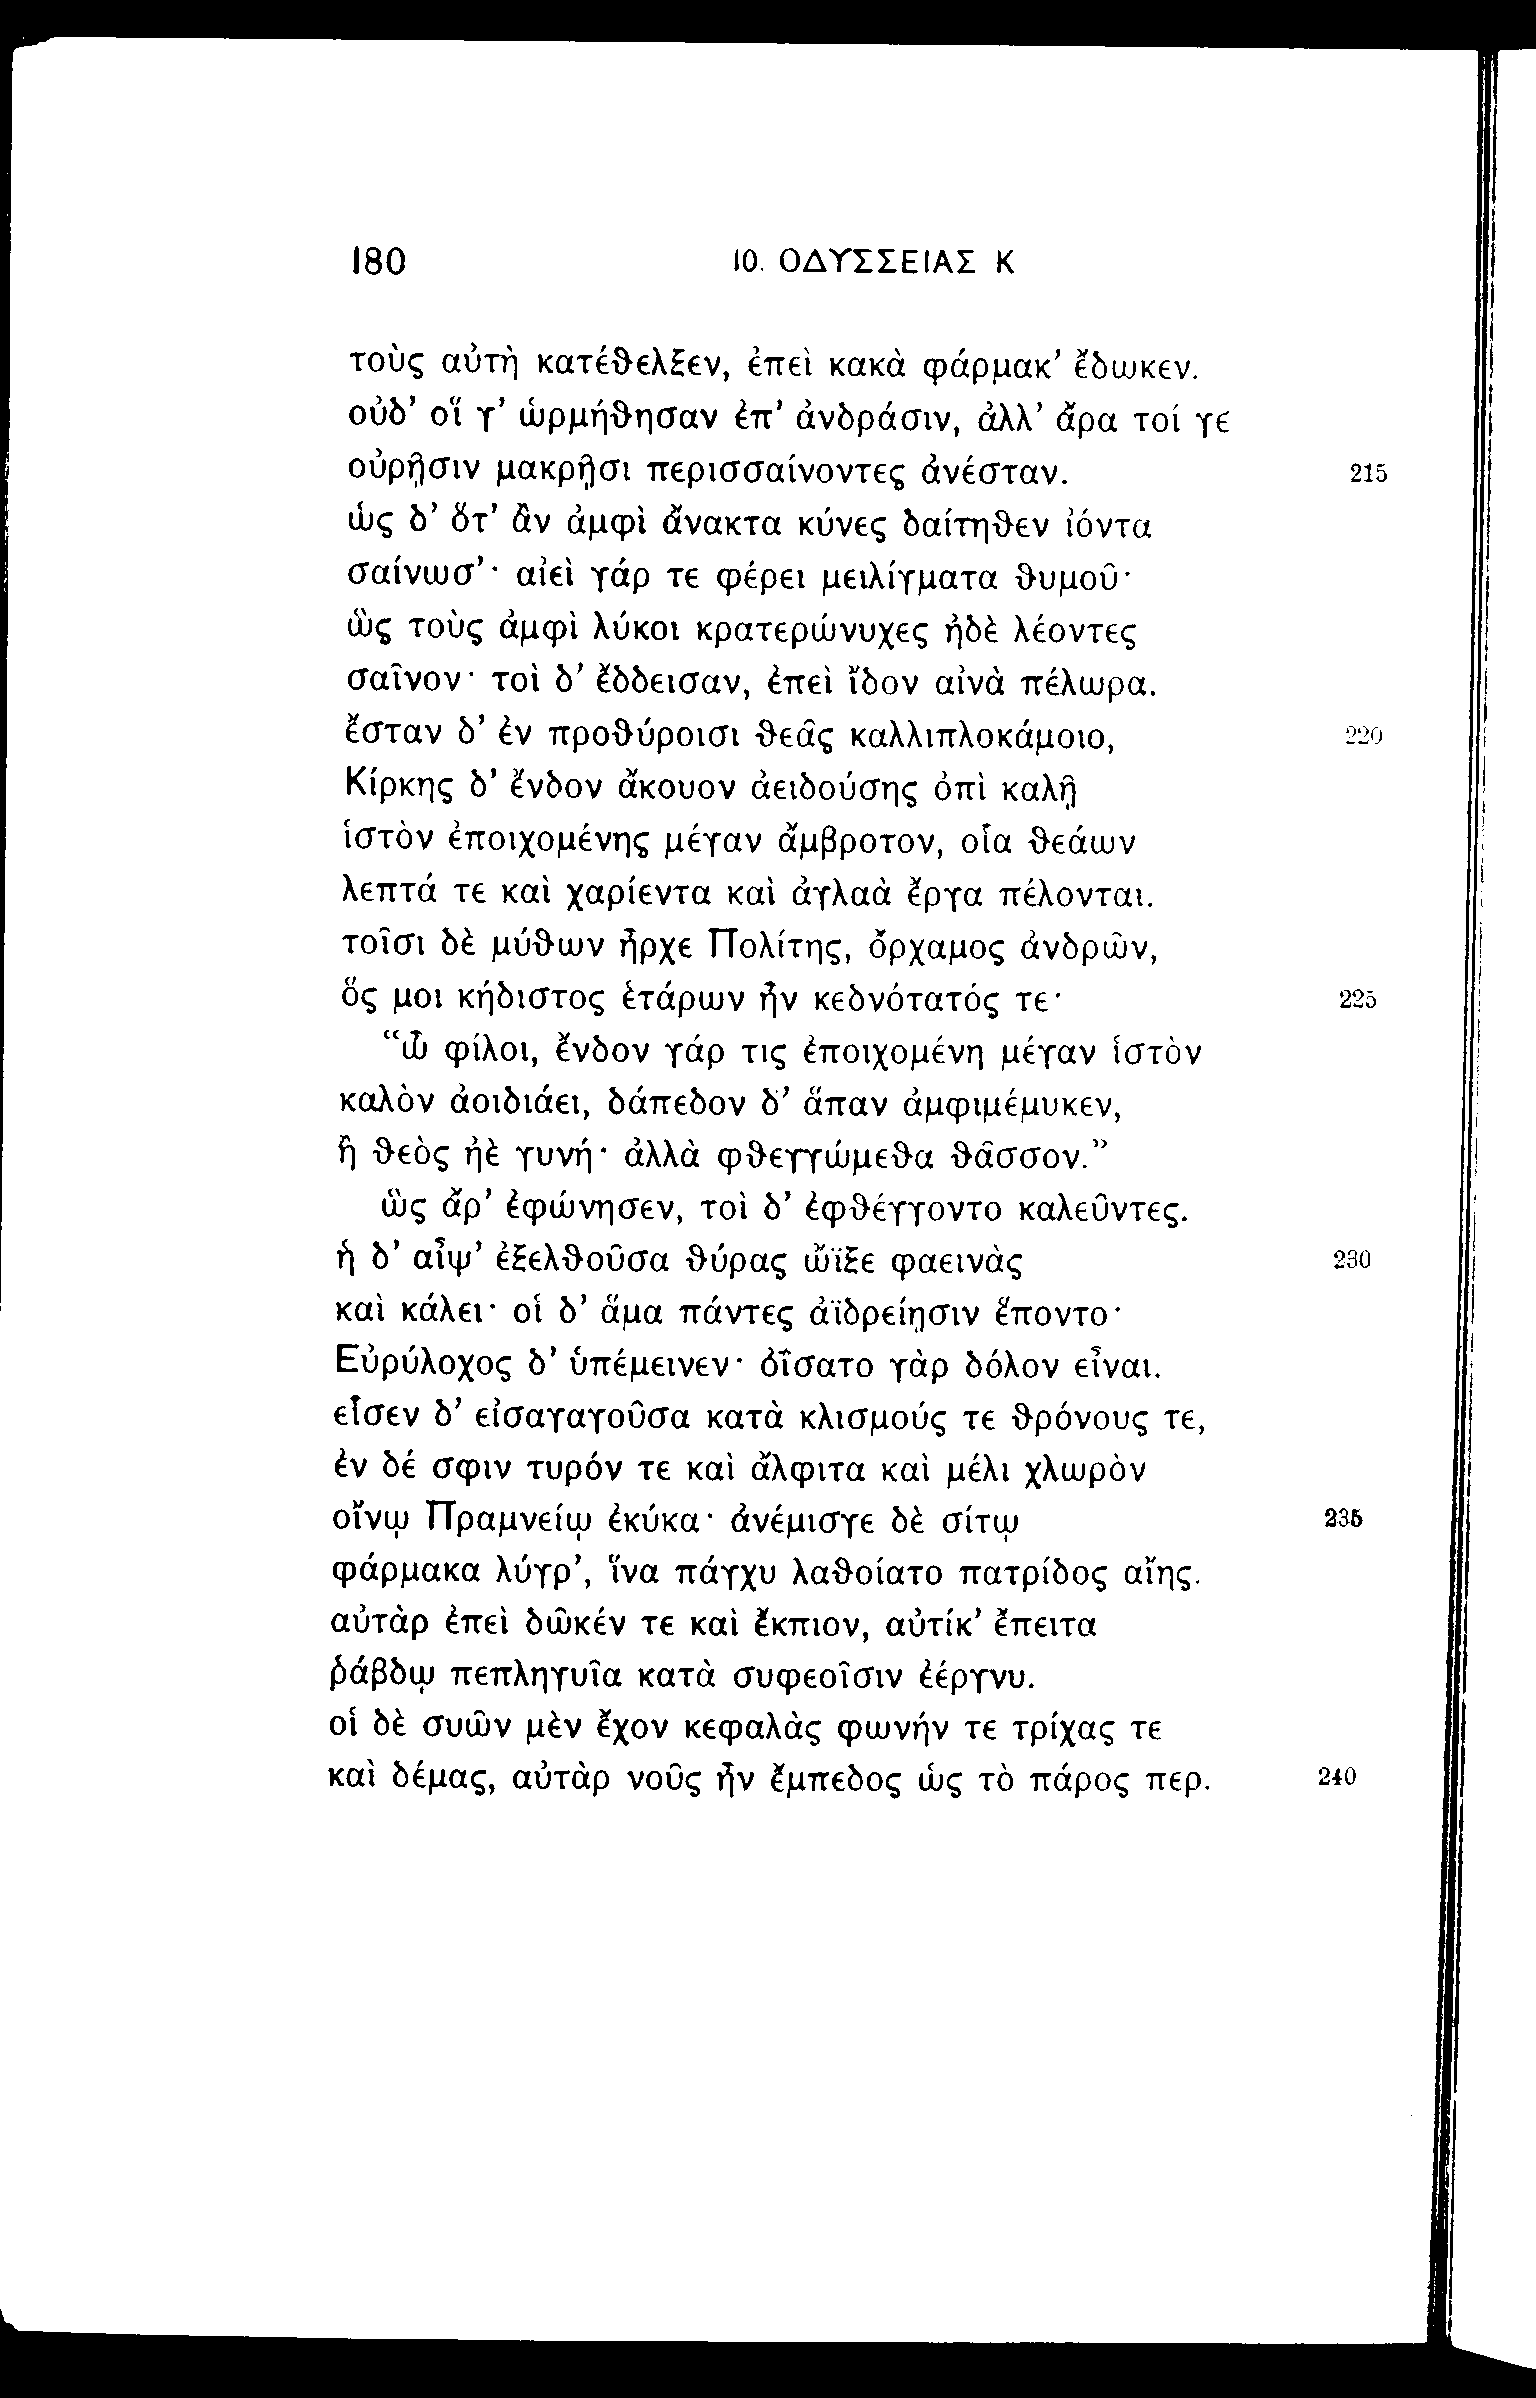 180 10. ΟΔΥΣΣΕΙΑΣ Κ
τοὺς αὐτὴ κατέϑελξεν, ἐπεὶ κακὰ φάρμακ’ ἔδωκεν.
οὐδ’ οἵ γ’ ὡρμήϑησαν ἐπ’ ἀνδράσιν, ἀλλ’ ἄρα τοί γε
οὐρῇσιν μακρῇσι περισσαίνοντες ἀνέσταν. 215
ὡς δ’ ὅτ’ ἂν ἀμφὶ ἄνακτα κύνες δαίτηϑεν ἰόντα
σαίνωσ’· αἰεὶ γάρ τε φέρει μειλίγματα ϑυμοῦ·
ὣς τοὺς ἀμφὶ λύκοι κρατερώνυχες ἠδὲ λέοντες
σαῖνον· τοὶ δ’ ἔδδεισαν, ἐπεὶ ἴδον αἰνὰ πέλωρα.
ἔσταν δ’ ἐν προϑύροισι ϑεᾶς καλλιπλοκάμοιο, 220
Κίρκης δ’ ἔνδον ἄκουον ἀειδούσης ὀπὶ καλῇ
ἱστὸν ἐποιχομένης μέγαν ἄμβροτον, οἷα ϑεάων
λεπτά τε καὶ χαρίεντα καὶ ἀγλαὰ ἔργα πέλονται.
τοῖσι δὲ μύϑων ἦρχε Πολίτης, ὄρχαμος ἀνδρῶν,
ὅς μοι κήδιστος ἑτάρων ἦν κεδνότατός τε· 225
“ὦ φίλοι, ἔνδον γάρ τις ἐποιχομένη μέγαν ἱστὸν
καλὸν ἀοιδιάει, δάπεδον δ’ ἅπαν ἀμφιμέμυκεν,
ἢ ϑεὸς ἠὲ γυνή· ἀλλὰ φϑεγγώμεϑα ϑᾶσσον.”
ὣς ἄρ’ ἐφώνησεν, τοὶ δ’ ἐφϑέγγοντο καλεῦντες.
ἡ δ’ αἶψ’ ἐξελϑοῦσα ϑύρας ὤϊξε φαεινὰς 230
καὶ κάλει· οἱ δ’ ἅμα πάντες ἀϊδρείῃσιν ἕποντο·
Εὐρύλοχος δ’ ὑπέμεινεν· ὀΐσατο γὰρ δόλον εἶναι.
εἷσεν δ’ εἰσαγαγοῦσα κατὰ κλισμούς τε ϑρόνους τε,
ἐν δέ σφιν τυρόν τε καὶ ἄλφιτα καὶ μέλι χλωρὸν
οἴνῳ Πραμνείῳ ἐκύκα· ἀνέμισγε δὲ σίτῳ 235
φάρμακα λύγρ’, ἵνα πάγχυ λαϑοίατο πατρίδος αἴης.
αὐτὰρ ἐπεὶ δῶκέν τε καὶ ἔκπιον, αὐτίκ’ ἔπειτα
ῥάβδῳ πεπληγυῖα κατὰ συφεοῖσιν ἐέργνυ.
οἱ δὲ συῶν μὲν ἔχον κεφαλὰς φωνήν τε τρίχας τε
καὶ δέμας, αὐτὰρ νοῦς ἦν ἔμπεδος ὡς τὸ πάρος περ. 240